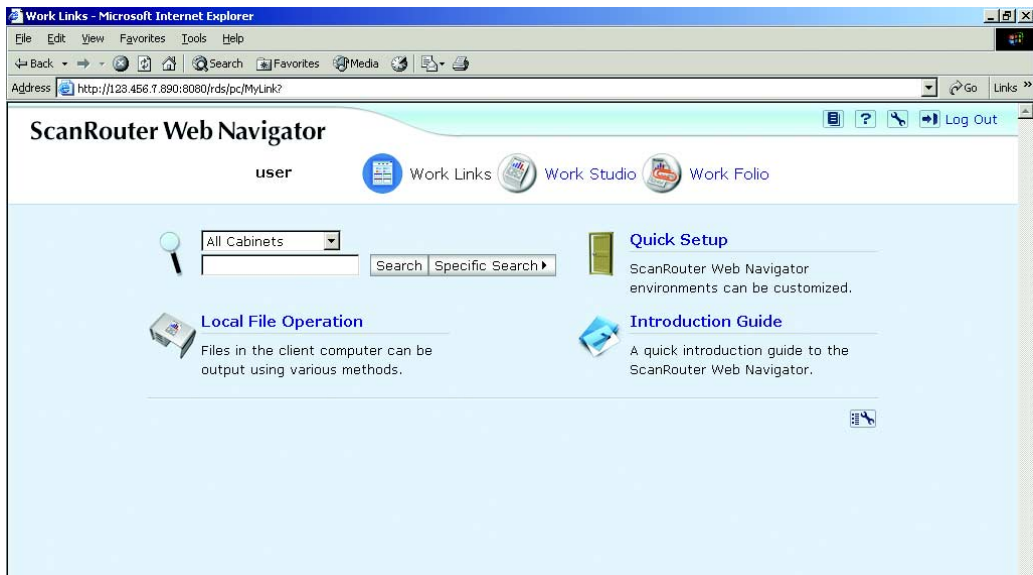 Work Links - Microsoft Internet Explorer
File Edit View Favorites Tools Help
Back Search Favorites Media
Address http://123.456.7.890:8080/rds/pc/MyLink? Go Links »
ScanRouter Web Navigator
? Log Out
user Work Links Work Studio Work Folio
All Cabinets
Search Specific Search
Quick Setup
ScanRouter Web Navigator
environments can be customized.
Local File Operation
Files in the client computer can be
output using various methods.
Introduction Guide
A quick introduction guide to the
ScanRouter Web Navigator.